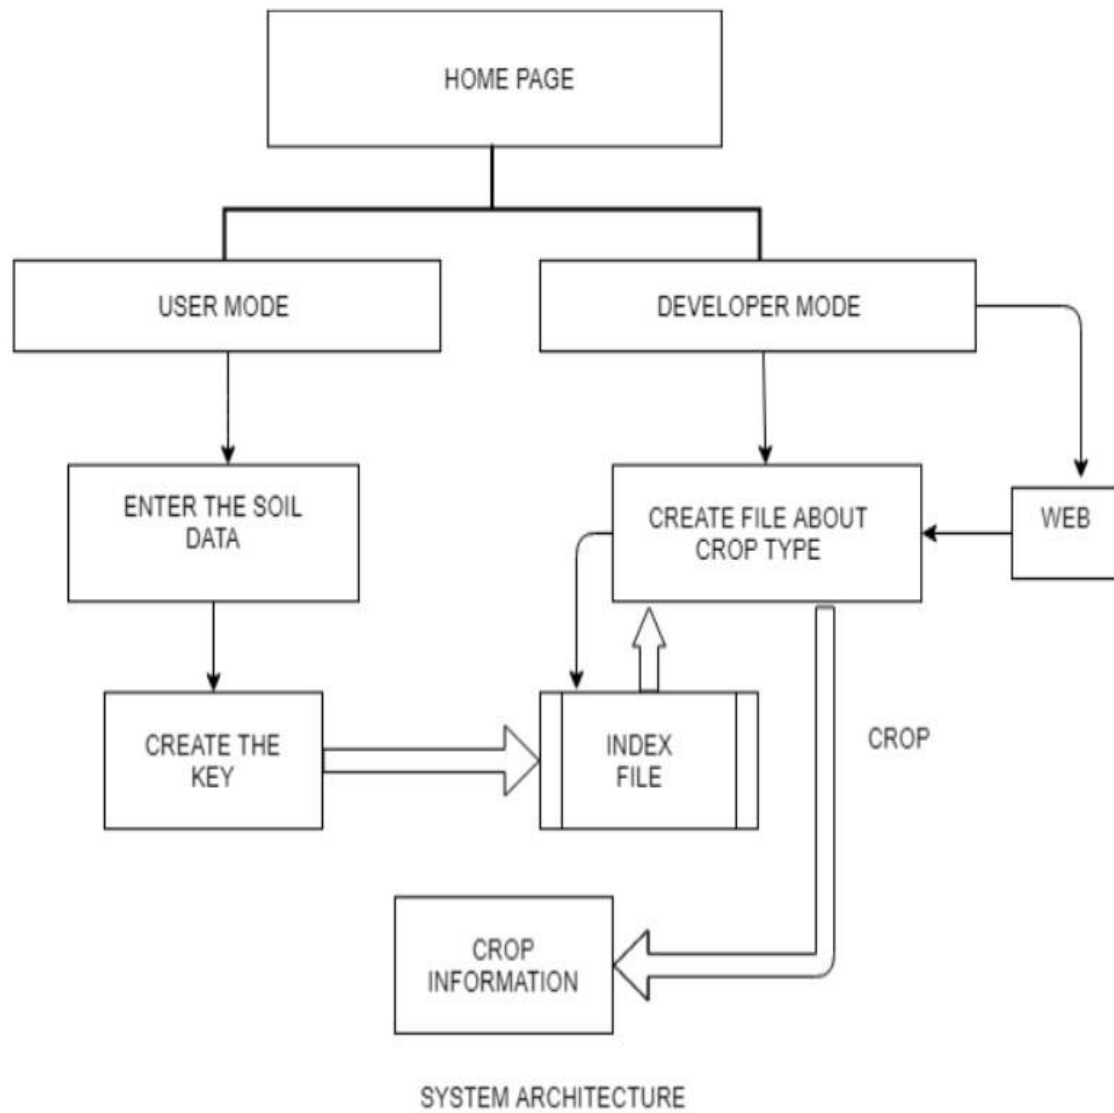 HOME PAGE
USER MODE
DEVELOPER MODE
ENTER THE SOIL
DATA
CREATE FILE ABOUT
CROP TYPE
WEB
CREATE THE
KEY
INDEX
FILE
CROP
CROP
INFORMATION
SYSTEM ARCHITECTURE